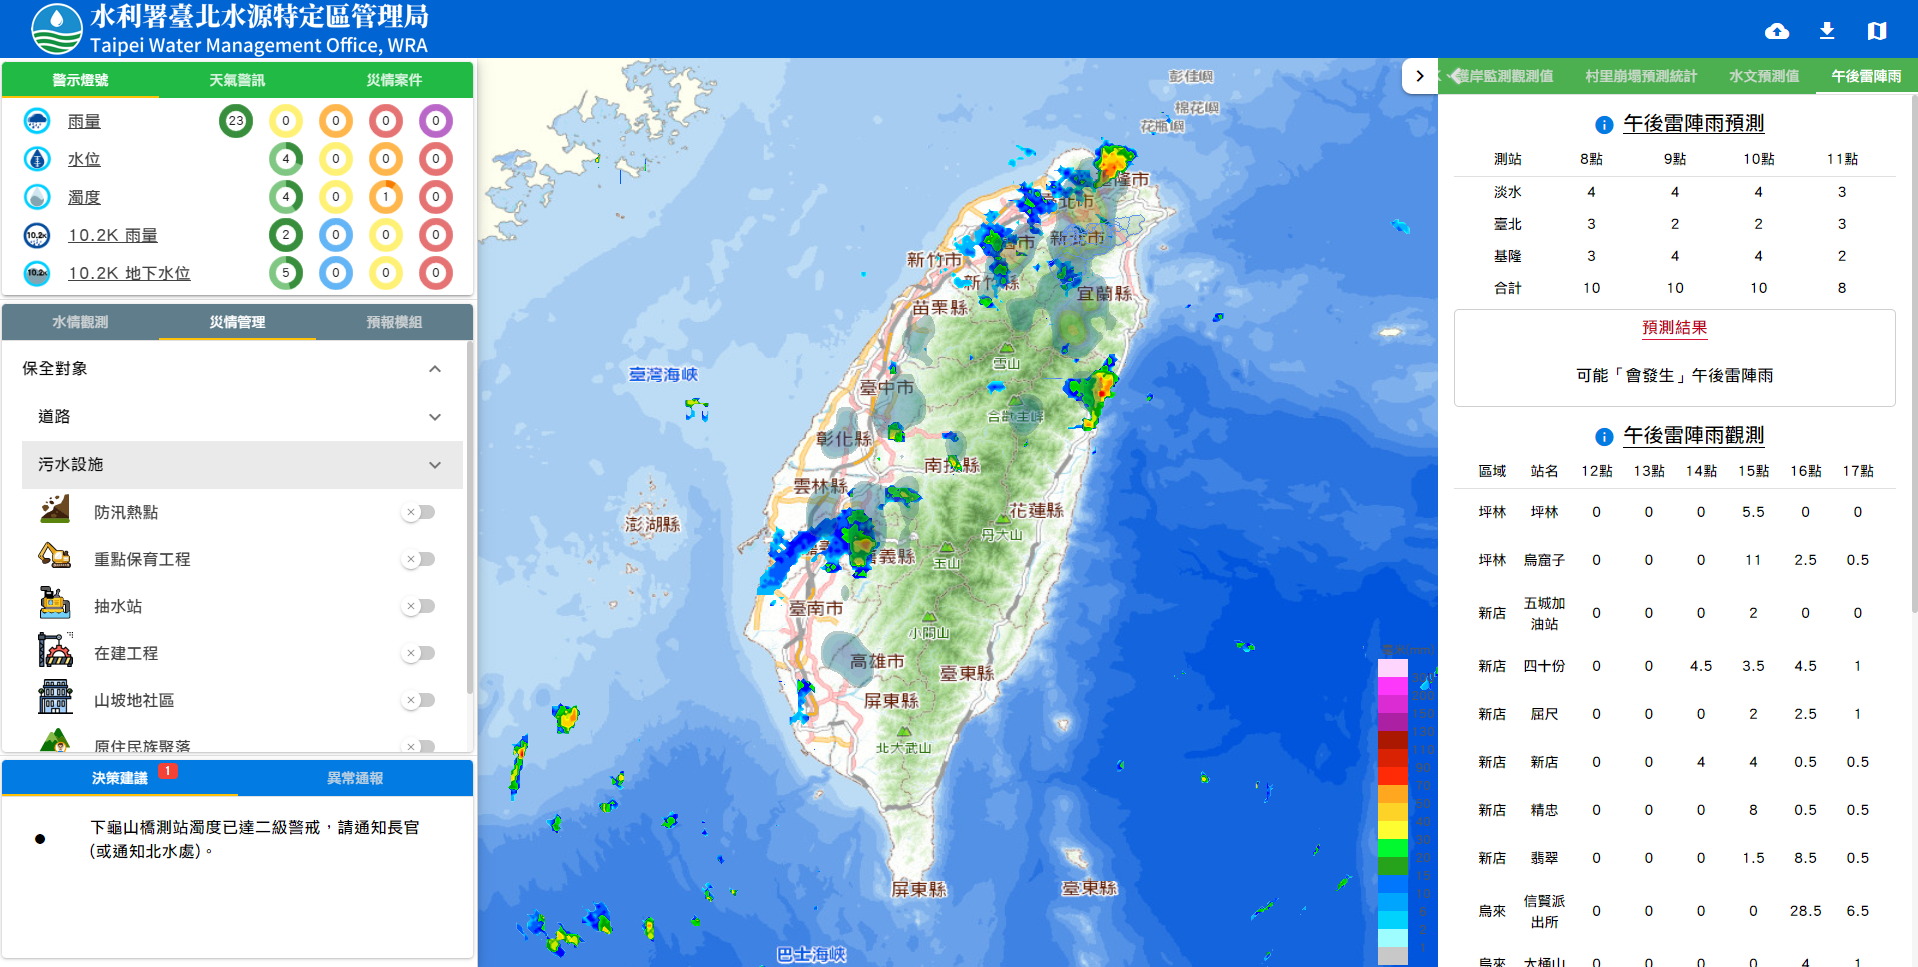 水利署臺北水源特定區管理局
Taipei Water Management Office, WRA
警示燈號 天氣警訊 災情案件
雨量 23 0 0 0 0
水位 4 0 0 0
濁度 4 0 1 0
10.2K 雨量 2 0 0 0
10.2K 地下水位 5 0 0 0
水情觀測 災情管理 預報模組
保全對象
道路
污水設施
防汛熱點
重點保育工程
抽水站
在建工程
山坡地社區
原住民族聚落
決策建議 1 異常通報
下龜山橋測站濁度已達二級警戒，請通知長官
(或通知北水處)。
彭佳嶼
棉花嶼
花瓶嶼
隆市
北市
新北市
市
新竹市
新竹縣
宜蘭縣
苗栗縣
雪山
臺灣海峽
臺中市
合歡主峰
彰化縣
南投縣
雲林縣
花蓮縣
澎湖縣
丹大山
嘉義縣
玉山
臺南市
小關山
高雄市
臺東縣
屏東縣
北大武山
屏東縣
臺東縣
巴士海峽
護岸監測觀測值 村里崩塌預測統計 水文預測值 午後雷陣雨
午後雷陣雨預測
測站 8點 9點 10點 11點
淡水 4 4 4 3
臺北 3 2 2 3
基隆 3 4 4 2
合計 10 10 10 8
預測結果
可能「會發生」午後雷陣雨
午後雷陣雨觀測
區域 站名 12點 13點 14點 15點 16點 17點
坪林 坪林 0 0 0 5.5 0 0
坪林 烏窟子 0 0 0 11 2.5 0.5
新店 五城加油站 0 0 0 2 0 0
新店 四十份 0 0 4.5 3.5 4.5 1
新店 屈尺 0 0 0 2 2.5 1
新店 新店 0 0 4 4 0.5 0.5
新店 精忠 0 0 0 8 0.5 0.5
新店 翡翠 0 0 0 1.5 8.5 0.5
烏來 信賢派出所 0 0 0 0 28.5 6.5
烏來 大桶山 0 0 0 0 4 1